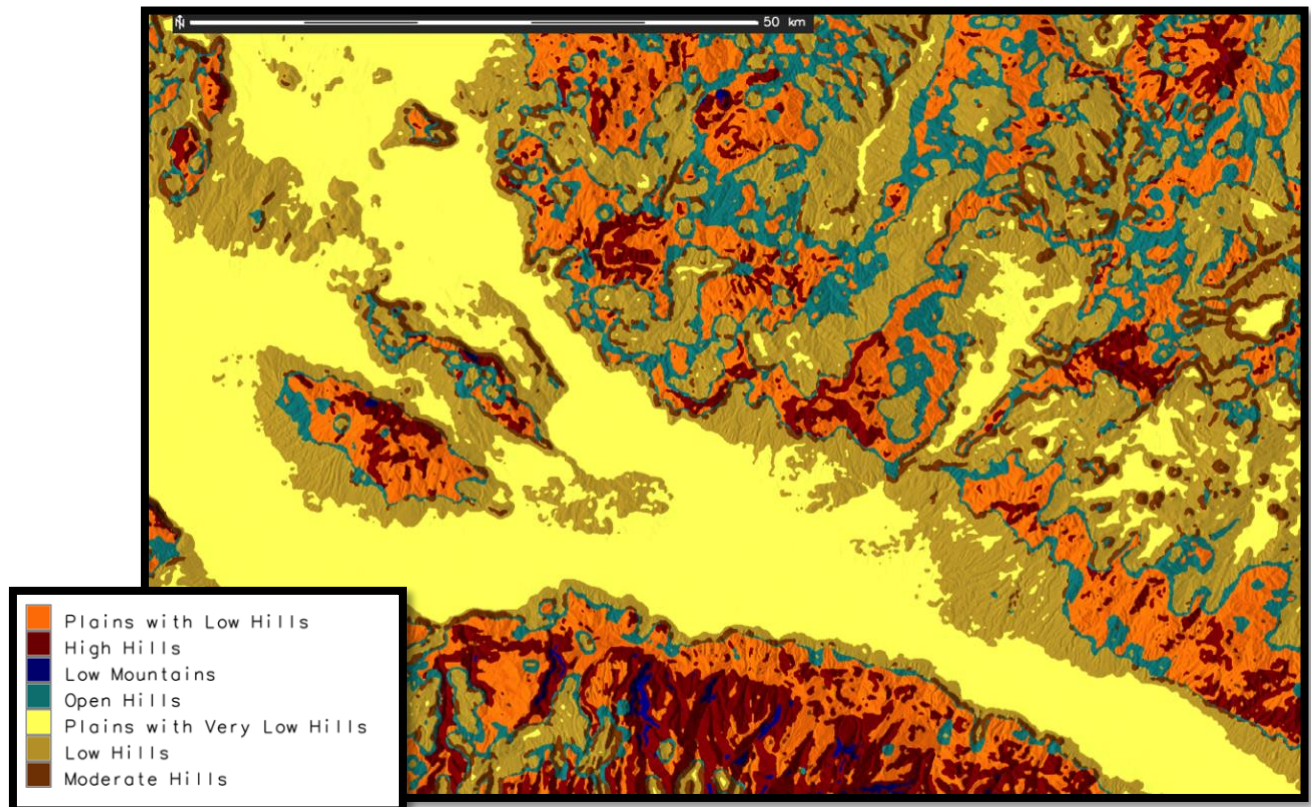 N
50 km
Plains with Low Hills
High Hills
Low Mountains
Open Hills
Plains with Very Low Hills
Low Hills
Moderate Hills